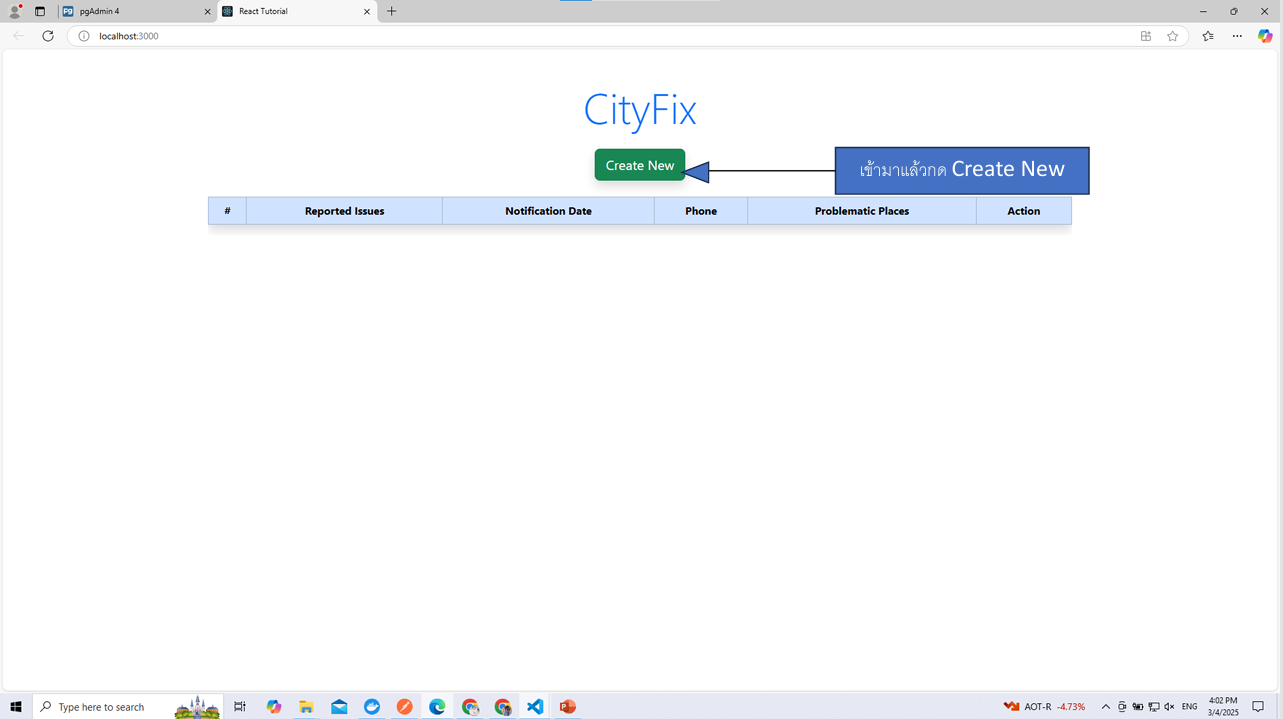 pgAdmin 4
React Tutorial
localhost:3000
CityFix
Create New
เข้ามาแล้วกด Create New
# Reported Issues Notification Date Phone Problematic Places Action
Type here to search
AOT-R -4.73%
ENG
4:02 PM
3/4/2025